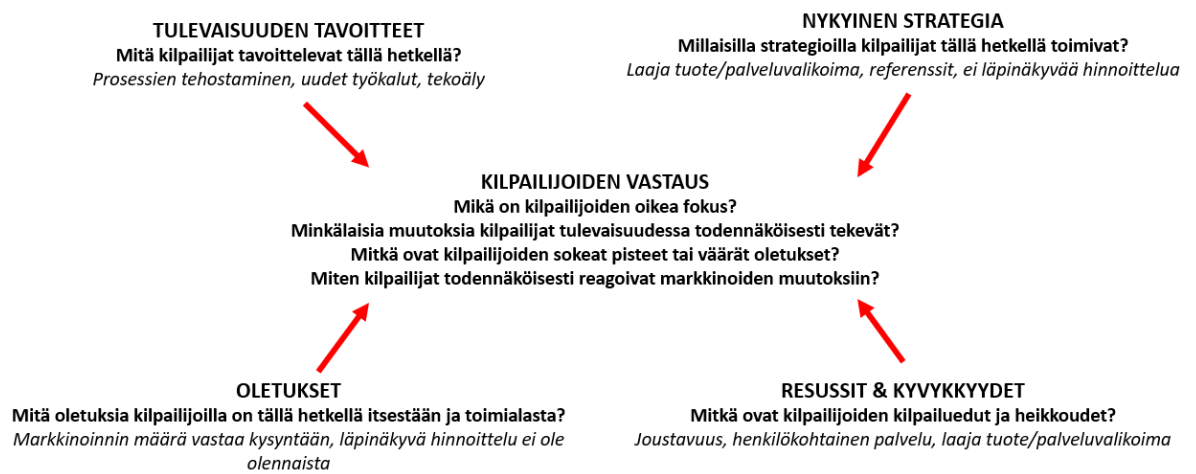 TULEVAISUUDEN TAVOITTEET
Mitä kilpailijat tavoittelevat tällä hetkellä?
Prosessien tehostaminen, uudet työkalut, tekoäly
NYKYINEN STRATEGIA
Millaisilla strategioilla kilpailijat tällä hetkellä toimivat?
Laaja tuote/palveluvalikoima, referenssit, ei läpinäkyvää hinnoittelua
KILPAILIJOIDEN VASTAUS
Mikä on kilpailijoiden oikea fokus?
Minkälaisia muutoksia kilpailijat tulevaisuudessa todennäköisesti tekevät?
Mitkä ovat kilpailijoiden sokeat pisteet tai väärät oletukset?
Miten kilpailijat todennäköisesti reagoivat markkinoiden muutoksiin?
OLETUKSET
Mitä oletuksia kilpailijoilla on tällä hetkellä itsestään ja toimialasta?
Markkinoinnin määrä vastaa kysyntään, läpinäkyvä hinnoittelu ei ole
olennaista
RESUSSIT & KYVYKKYYDET
Mitkä ovat kilpailijoiden kilpailuedut ja heikkoudet?
Joustavuus, henkilökohtainen palvelu, laaja tuote/palveluvalikoima